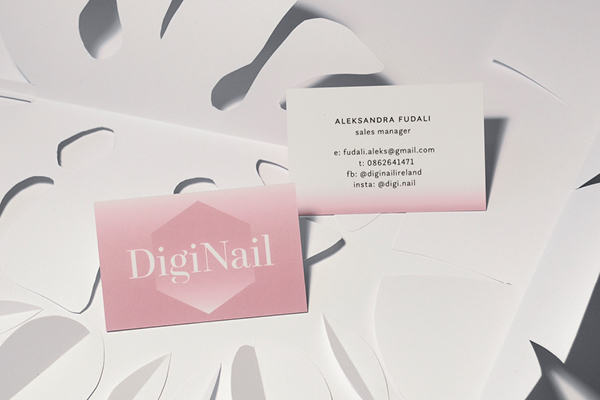 ALEKSANDRA FUDALI
sales manager
e: fudali.aleks@gmail.com
t: 0862641471
fb: @diginailireland
insta: @digi.nail
DigiNail